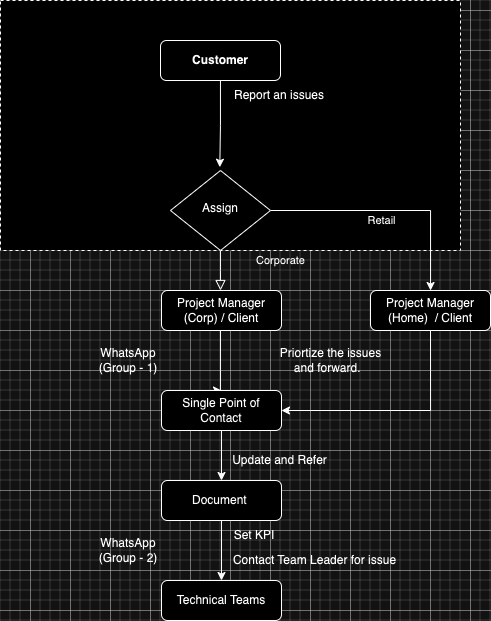 Customer
Report an issues
Assign
Retail
Corporate
Project Manager
(Corp) / Client
Project Manager
(Home) / Client
WhatsApp
(Group - 1)
Priortize the issues
and forward.
Single Point of
Contact
Update and Refer
Document
Set KPI
WhatsApp
(Group - 2)
Contact Team Leader for issue
Technical Teams